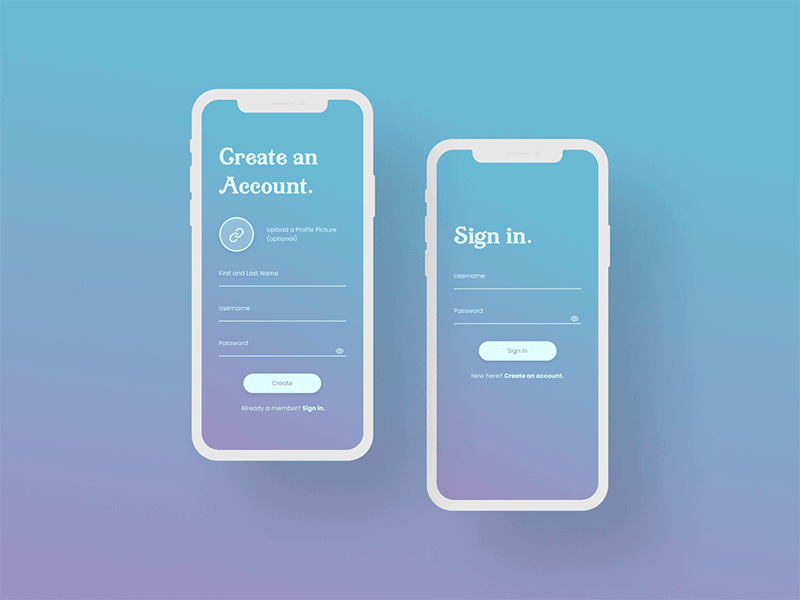 Create an
Account.
Upload a Profile Picture
(optional)
First and Last Name
Username
Password
Create
Already a member? Sign in.
Sign in.
Username
Password
Sign in
New here? Create an account.